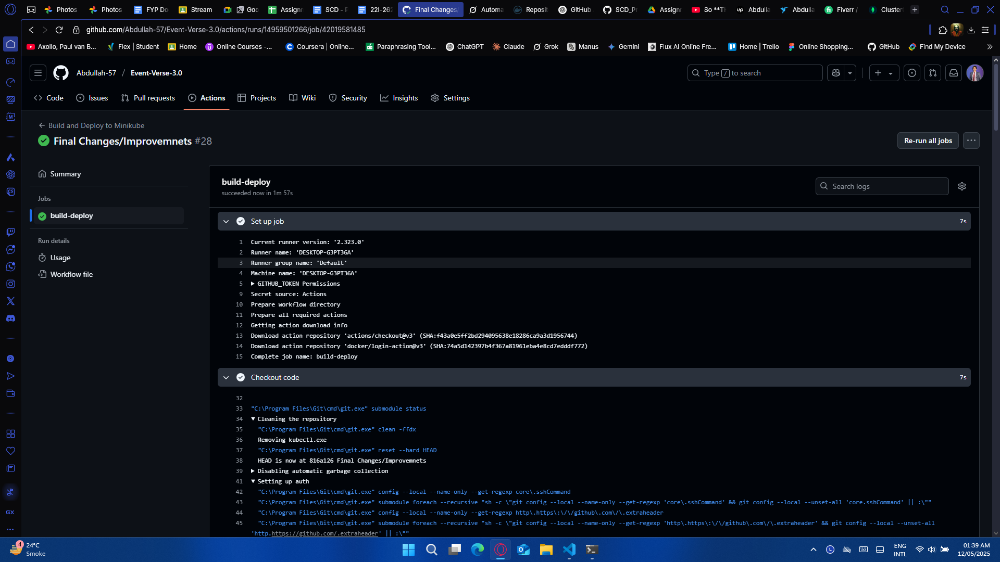 Photos
Photos
FYP Do
Stream
Goo
Assignm
SCD - P
22I-262
Final Changes/
Automa
Reposit
GitHub
SCD_Pr
Assignm
So **Th
up Abdulla
Abdulla
Fiverr /
Cluster
github.com/Abdullah-57/Event-Verse-3.0/actions/runs/14959501266/job/42019581485
Axollo, Paul van B...
Flex | Student
Home
Online Courses -...
Coursera | Online...
Paraphrasing Tool...
ChatGPT
Claude
Grok
Manus
Gemini
Flux AI Online Fre...
Home | Trello
Online Shopping...
GitHub
Find My Device
Abdullah-57 / Event-Verse-3.0
Type / to search
Code
Issues
Pull requests
Actions
Projects
Wiki
Security
Insights
Settings
Build and Deploy to Minikube
Final Changes/Improvemnets #28
Re-run all jobs
Summary
Jobs
build-deploy
Run details
Usage
Workflow file
build-deploy
succeeded now in 1m 57s
Search logs
Set up job 7s
1 Current runner version: '2.323.0'
2 Runner name: 'DESKTOP-G3PT36A'
3 Runner group name: 'Default'
4 Machine name: 'DESKTOP-G3PT36A'
5 GITHUB_TOKEN Permissions
9 Secret source: Actions
10 Prepare workflow directory
11 Prepare all required actions
12 Getting action download info
13 Download action repository 'actions/checkout@v3' (SHA:f43a0e5ff2bd294095638e18286ca9a3d1956744)
14 Download action repository 'docker/login-action@v3' (SHA:74a5d142397b4f367a81961eba4e8cd7edddf772)
15 Complete job name: build-deploy
Checkout code 7s
32
33 "C:\Program Files\Git\cmd\git.exe" submodule status
34 Cleaning the repository
35 "C:\Program Files\Git\cmd\git.exe" clean -ffdx
36 Removing kubectl.exe
37 "C:\Program Files\Git\cmd\git.exe" reset --hard HEAD
38 HEAD is now at 816a126 Final Changes/Improvemnets
39 Disabling automatic garbage collection
41 Setting up auth
42 "C:\Program Files\Git\cmd\git.exe" config --local --name-only --get-regexp core\.sshCommand
43 "C:\Program Files\Git\cmd\git.exe" submodule foreach --recursive "sh -c \"git config --local --name-only --get-regexp 'core\.sshCommand' && git config --local --unset-all 'core.sshCommand' || :\""
44 "C:\Program Files\Git\cmd\git.exe" config --local --name-only --get-regexp http\.https\:\/\/github\.com\/\.extraheader
45 "C:\Program Files\Git\cmd\git.exe" submodule foreach --recursive "sh -c \"git config --local --name-only --get-regexp 'http\.https\:\/\/github\.com\/\.extraheader' && git config --local --unset-all
'http.https://github.com/.extraheader' || :\""
GX
4
24°C
Smoke
ENG
INTL
01:39 AM
12/05/2025